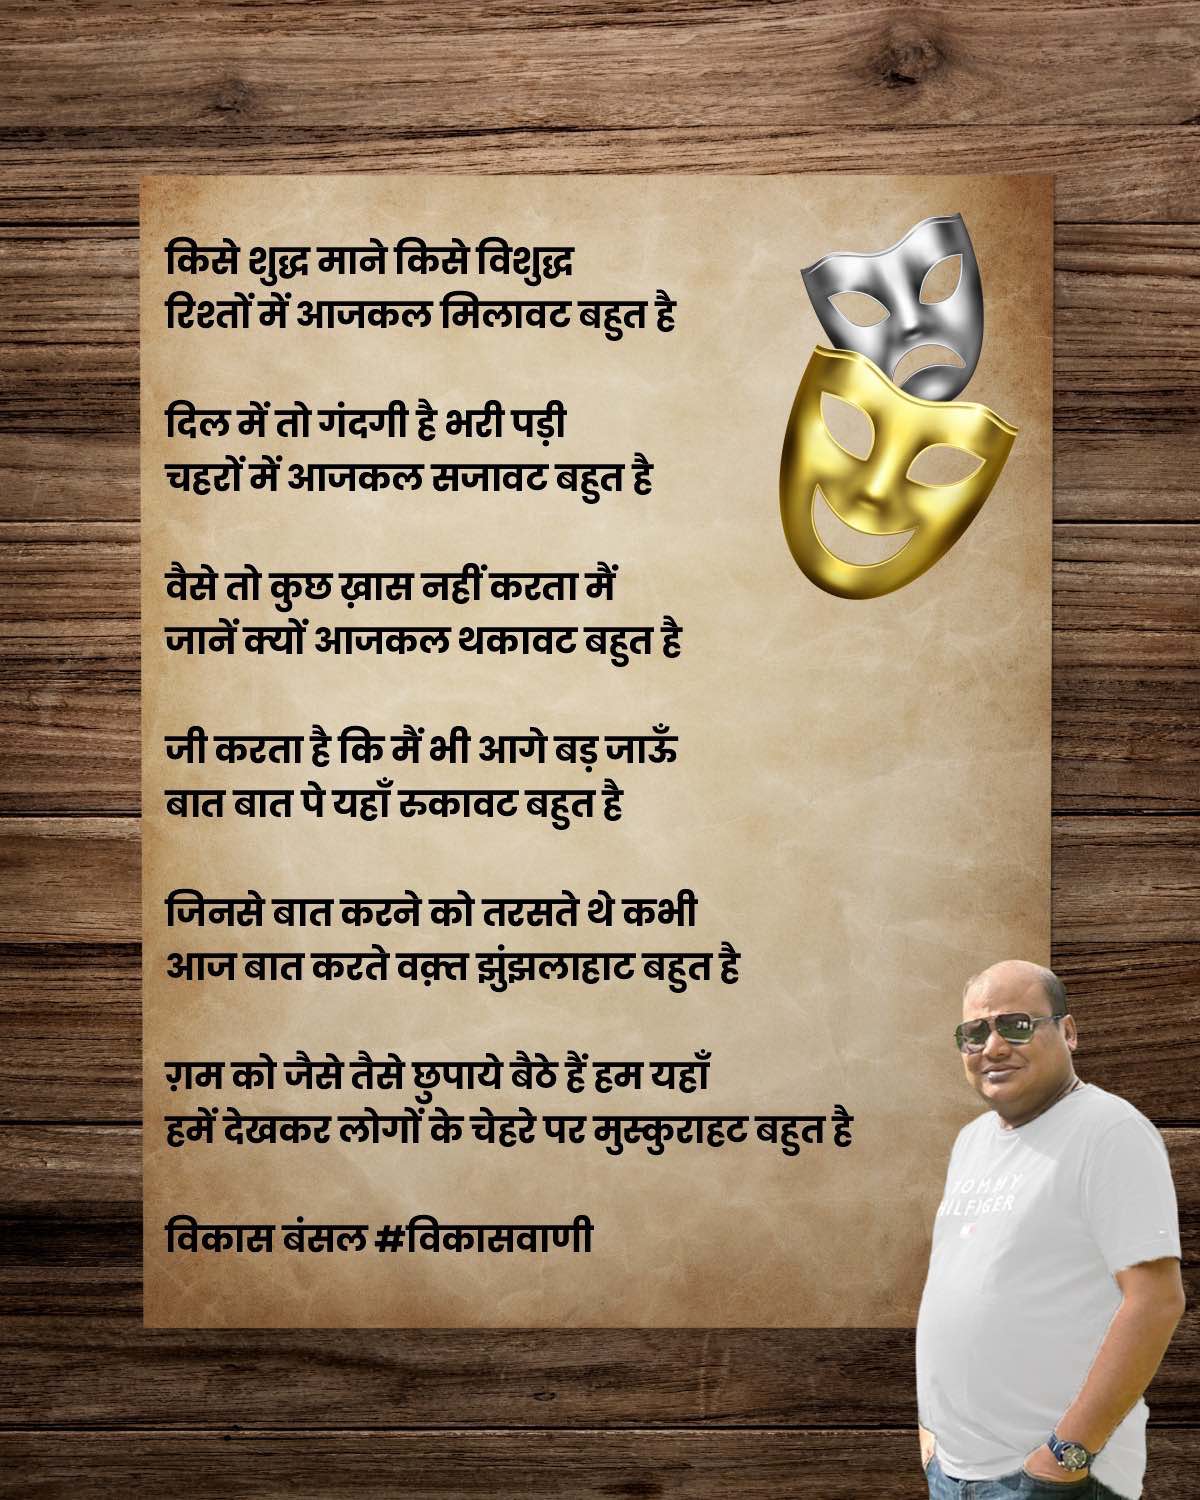 किसे शुद्ध माने किसे विशुद्ध
रिश्तों में आजकल मिलावट बहुत है
दिल में तो गंदगी है भरी पड़ी
चहरों में आजकल सजावट बहुत है
वैसे तो कुछ ख़ास नहीं करता मैं
जानें क्यों आजकल थकावट बहुत है
जी करता है कि मैं भी आगे बड़ जाऊँ
बात बात पे यहाँ रुकावट बहुत है
जिनसे बात करने को तरसते थे कभी
आज बात करते वक़्त झुंझलाहाट बहुत है
ग़म को जैसे तैसे छुपाये बैठे हैं हम यहाँ
हमें देखकर लोगों के चेहरे पर मुस्कुराहट बहुत है
विकास बंसल #विकासवाणी
TOMMY
HILFIGER